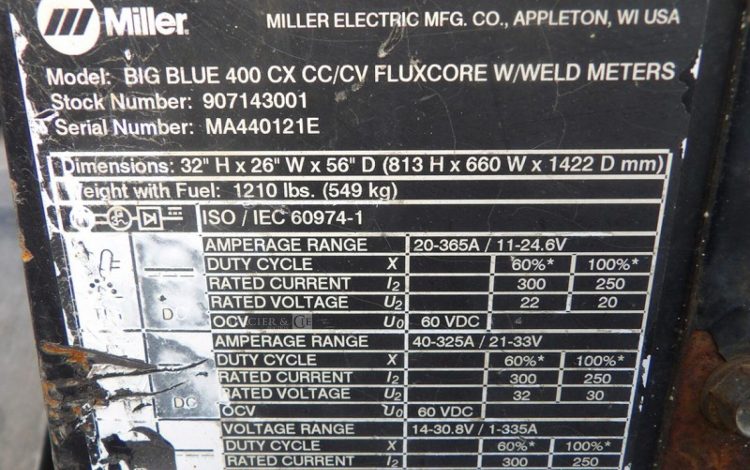 Miller® MILLER ELECTRIC MFG. CO., APPLETON, WI USA
Model: BIG BLUE 400 CX CC/CV FLUXCORE W/WELD METERS
Stock Number: 907143001
Serial Number: MA440121E
Dimensions: 32" H x 26" W x 56" D (813 H x 660 W x 1422 D mm)
Weight with Fuel: 1210 lbs. (549 kg)
ISO / IEC 60974-1
AMPERAGE RANGE 20-365A / 11-24.6V
DUTY CYCLE X 60%* 100%*
RATED CURRENT I2 300 250
RATED VOLTAGE U2 22 20
DC
OCV U0 60 VDC
AMPERAGE RANGE 40-325A / 21-33V
DUTY CYCLE X 60%* 100%*
RATED CURRENT I2 300 250
RATED VOLTAGE U2 32 30
DC
OCV U0 60 VDC
VOLTAGE RANGE 14-30.8V / 1-335A
DUTY CYCLE X 60%* 100%*
RATED CURRENT I2 300 250